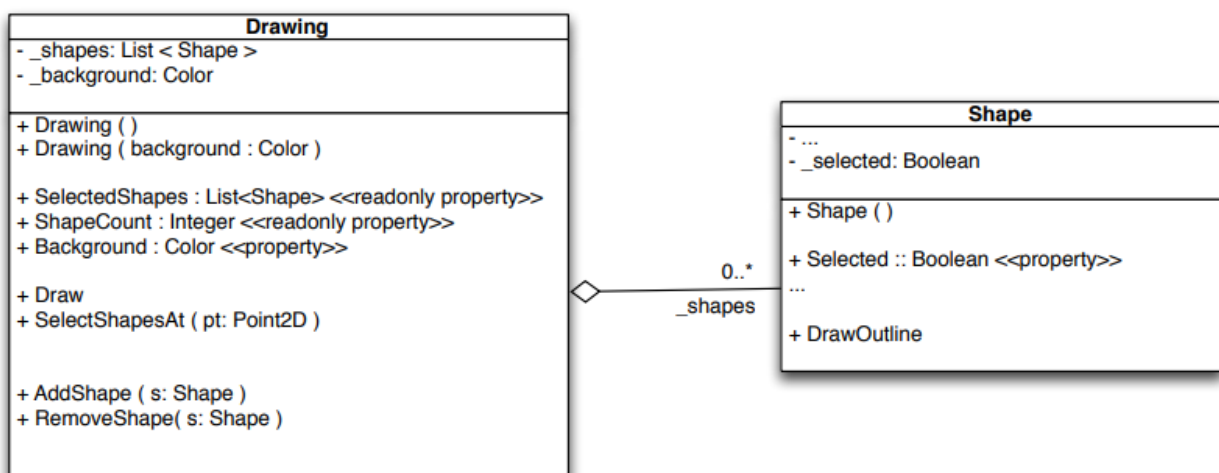 Drawing
- _shapes: List < Shape >
- _background: Color
+ Drawing ( )
+ Drawing ( background : Color )
+ SelectedShapes : List<Shape> <<readonly property>>
+ ShapeCount : Integer <<readonly property>>
+ Background : Color <<property>>
+ Draw
+ SelectShapesAt ( pt: Point2D )
+ AddShape ( s: Shape )
+ RemoveShape( s: Shape )
0..*
_shapes
Shape
- ...
- _selected: Boolean
+ Shape ( )
+ Selected :: Boolean <<property>>
...
+ DrawOutline